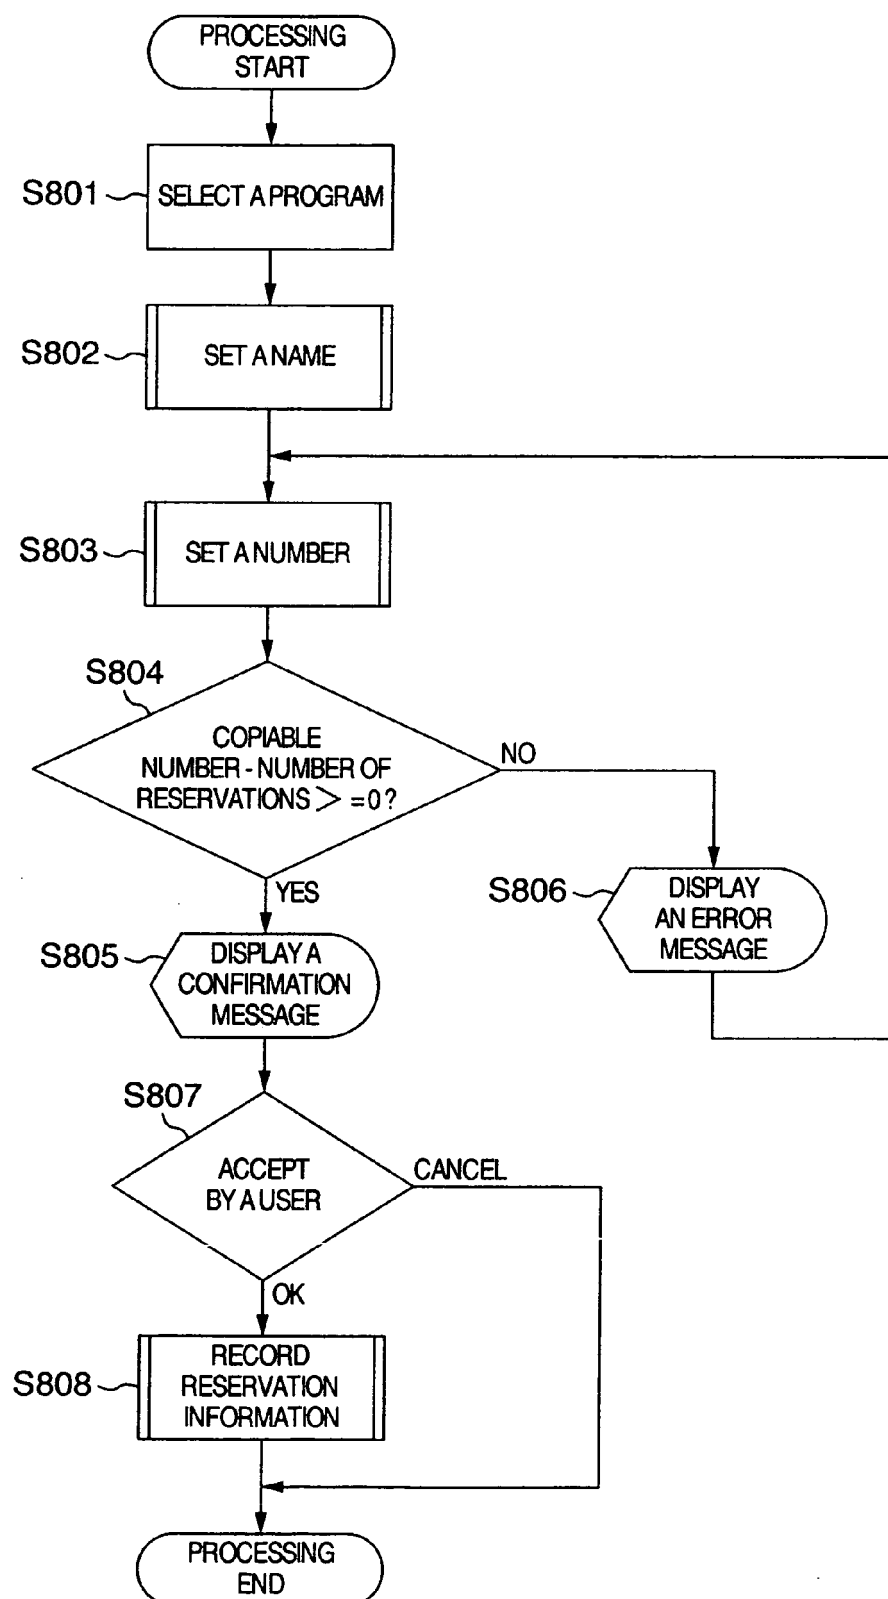 PROCESSING
START
S801
SELECT A PROGRAM
S802
SET A NAME
S803
SET A NUMBER
S804
COPIABLE
NUMBER - NUMBER OF
RESERVATIONS > =0?
NO
YES
S806
DISPLAY
AN ERROR
MESSAGE
S805
DISPLAY A
CONFIRMATION
MESSAGE
S807
ACCEPT
BY A USER
CANCEL
OK
S808
RECORD
RESERVATION
INFORMATION
PROCESSING
END